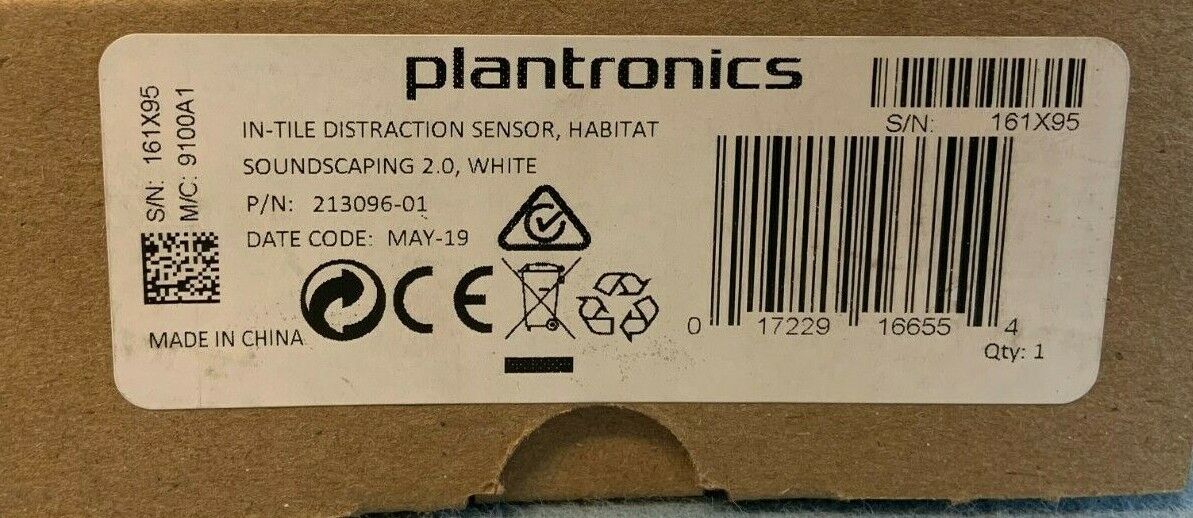 plantronics
S/N: 161X95
M/C: 9100A1
IN-TILE DISTRACTION SENSOR, HABITAT
SOUNDSCAPING 2.0, WHITE
P/N: 213096-01
DATE CODE: MAY-19
CE
MADE IN CHINA
S/N: 161X95
0 17229 16655 4
Qty: 1